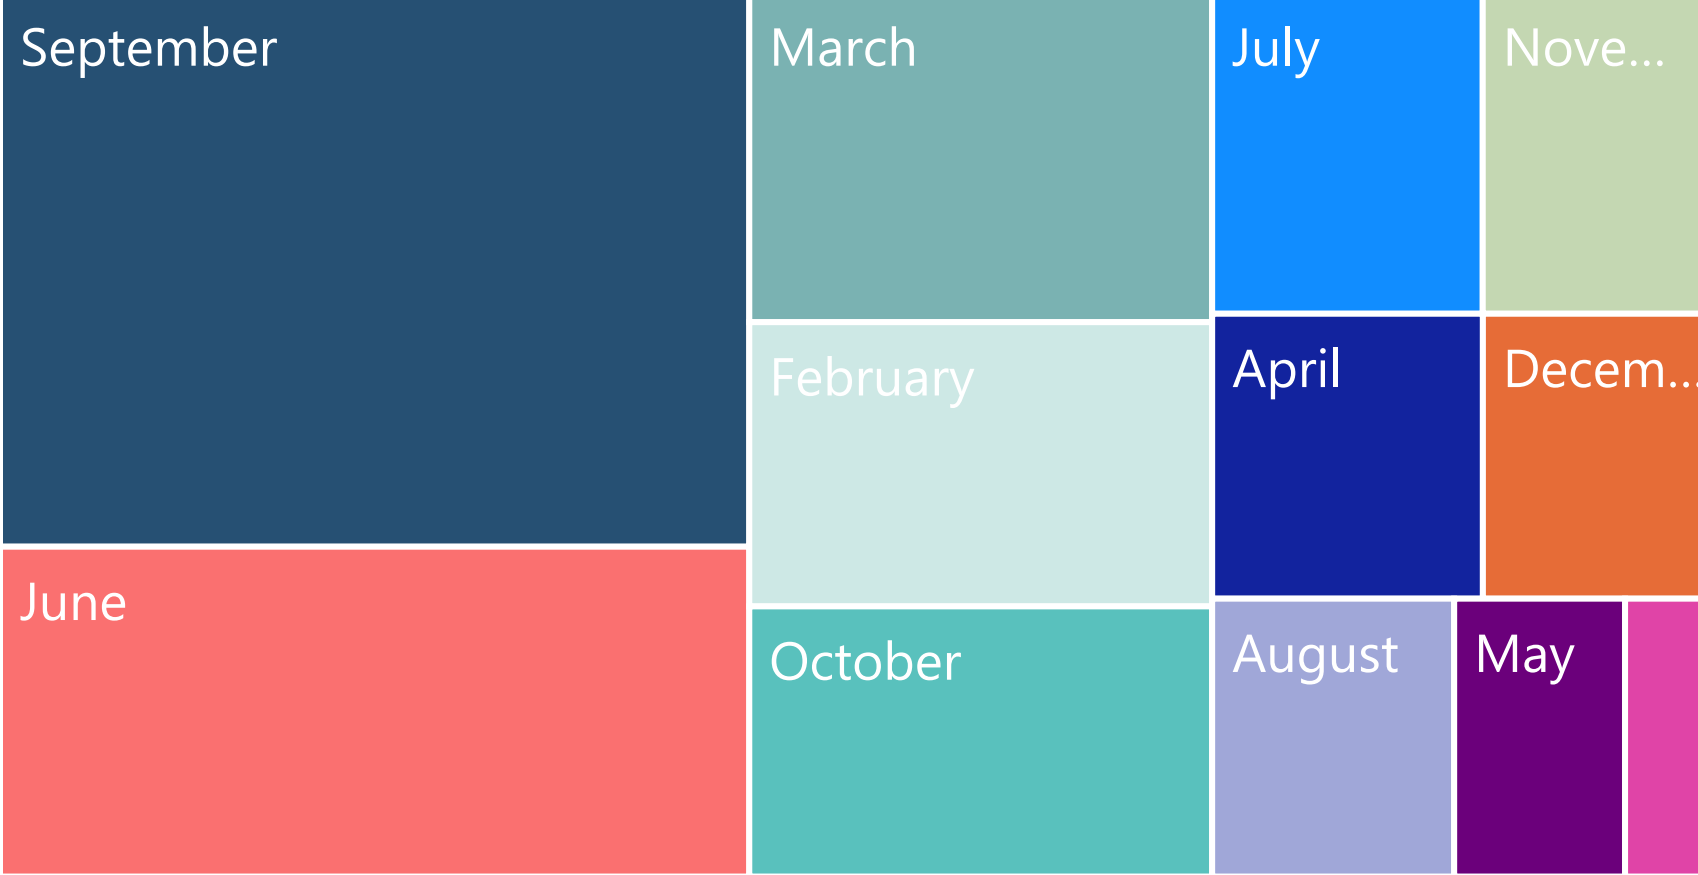 September
March
July
Nove...
February
April
Decem...
June
October
August
May